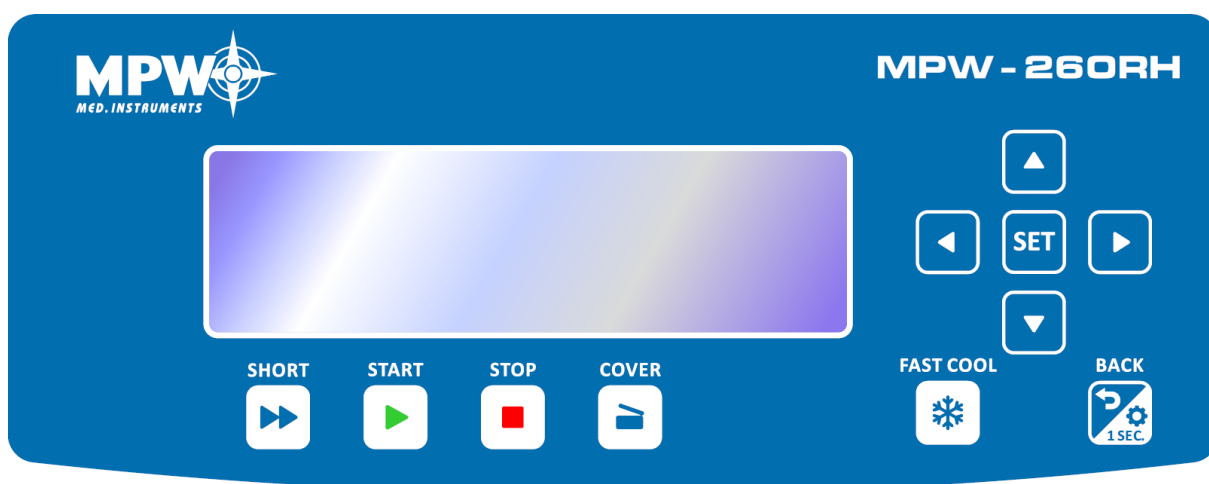 MPW
MED. INSTRUMENTS
MPW - 260RH
SET
SHORT
START
STOP
COVER
FAST COOL
BACK
1 SEC.